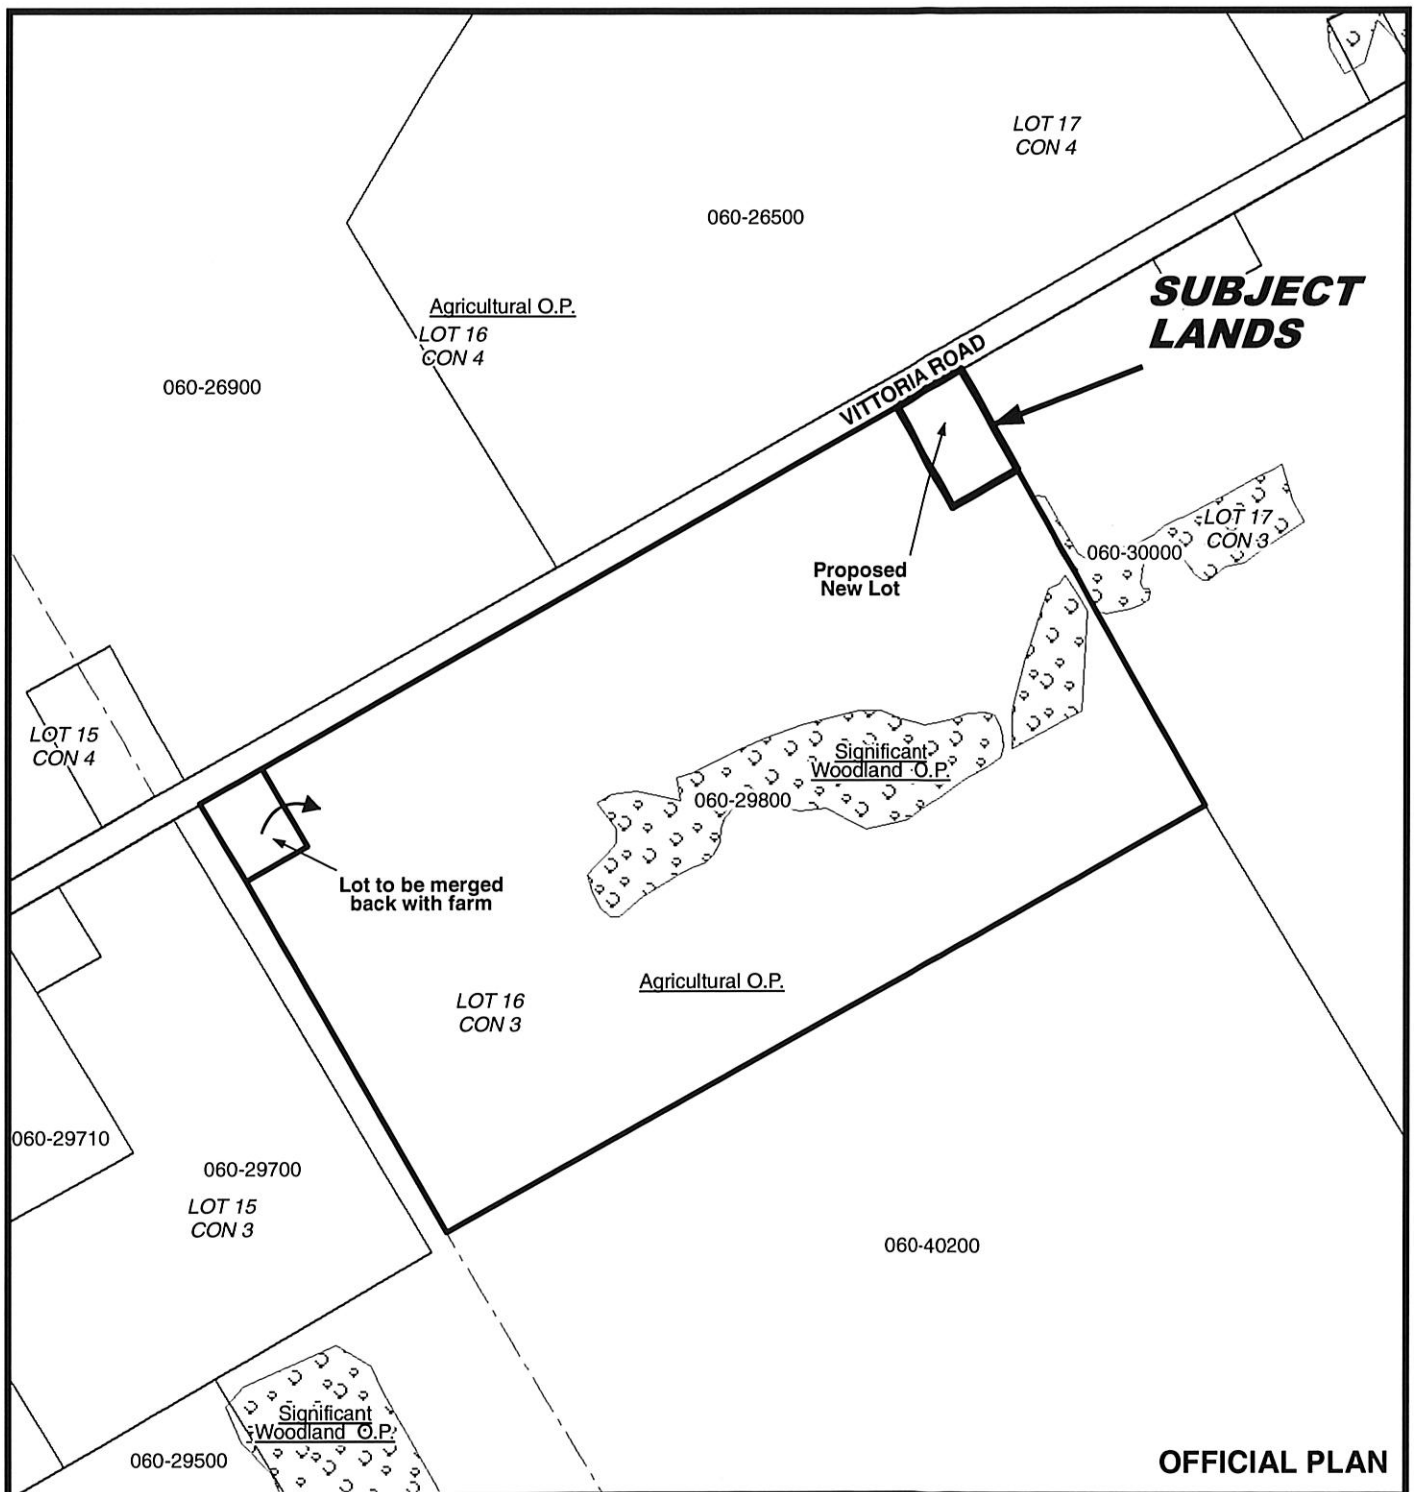 LOT 17
CON 4
060-26500
SUBJECT
LANDS
Agricultural O.P.
LOT 16
CON 4
060-26900
VITTORIA ROAD
LOT 17
CON 3
060-30000
Proposed
New Lot
LOT 15
CON 4
Significant
Woodland O.P.
060-29800
Lot to be merged
back with farm
Agricultural O.P.
LOT 16
CON 3
060-29710
060-29700
LOT 15
CON 3
060-40200
Significant
Woodland O.P.
060-29500
OFFICIAL PLAN